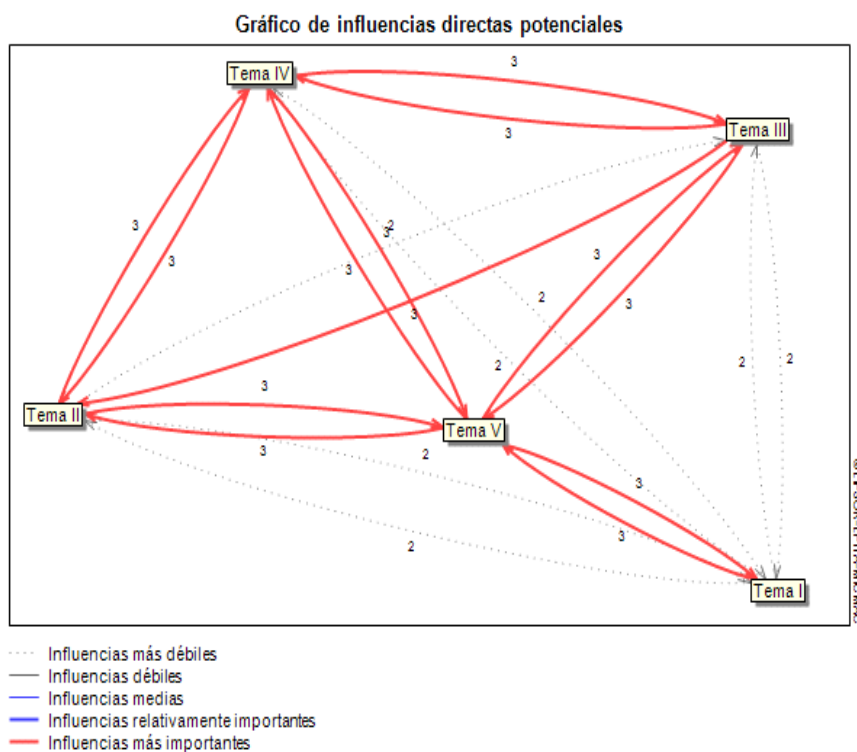 Gráfico de influencias directas potenciales
Tema IV
3
Tema III
3
3
2
3
3
3
3
3
2
3
3
2
2
2
Tema II
3
Tema V
3
2
3
2
3
Tema I
Influencias más débiles
Influencias débiles
Influencias medias
Influencias relativamente importantes
Influencias más importantes